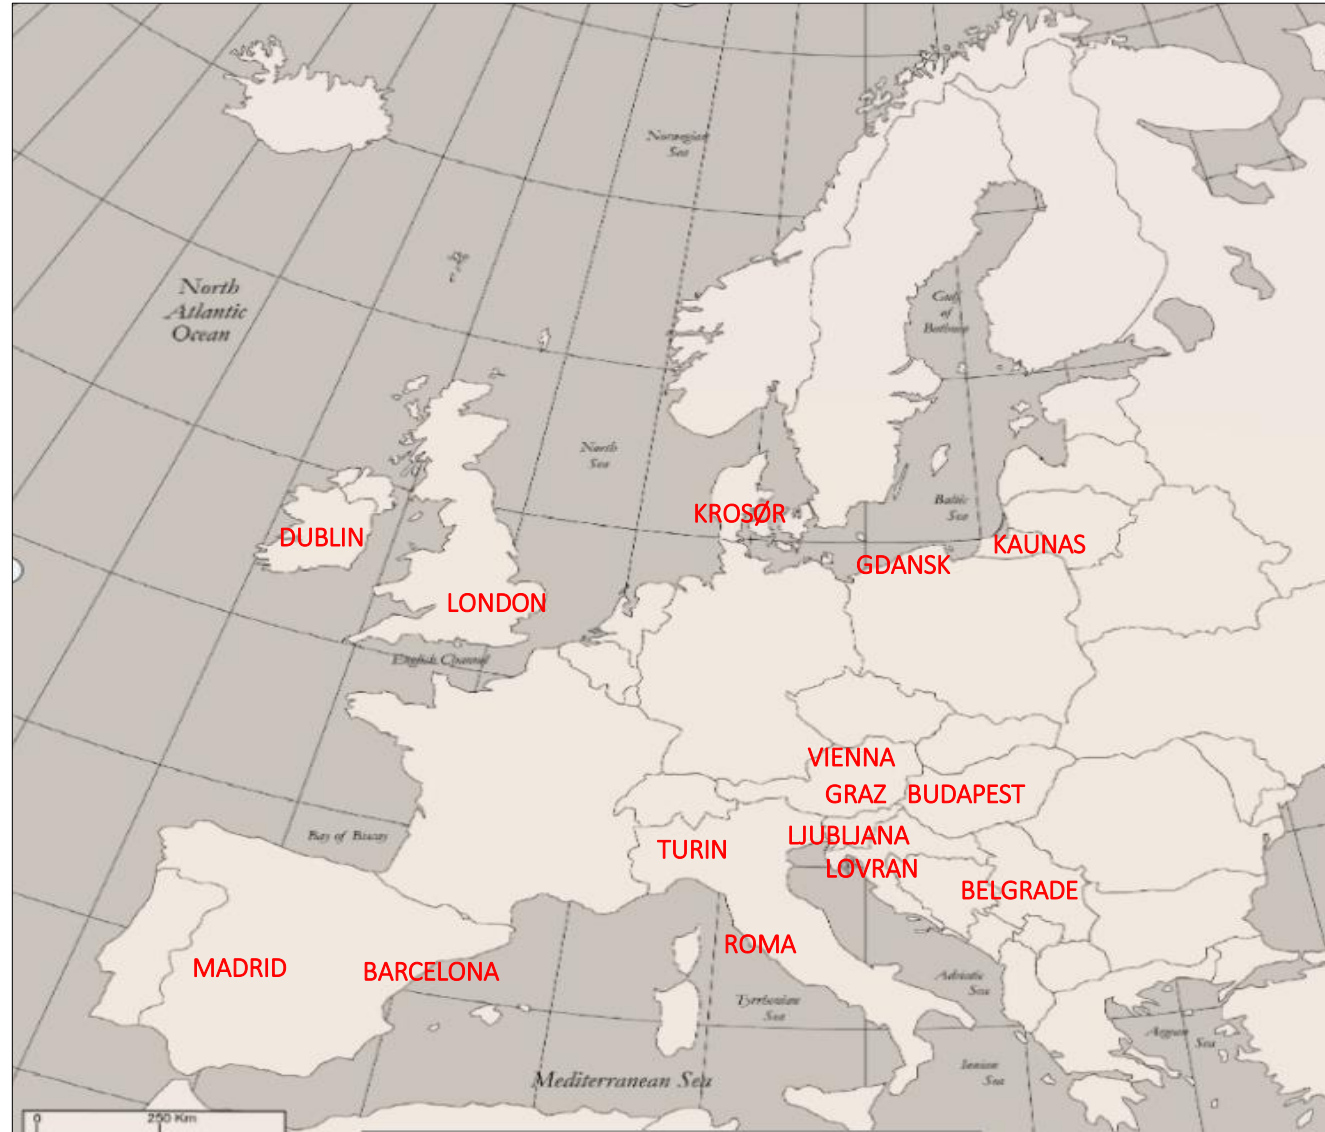 Norwegian
Sea
North
Atlantic
Ocean
Gulf
of
Bothnia
North
Sea
Baltic
Sea
KROSØR
DUBLIN
KAUNAS
GDANSK
LONDON
English Channel
VIENNA
GRAZ
BUDAPEST
Bay of Biscay
LJUBLJANA
TURIN
LOVRAN
BELGRADE
ROMA
MADRID
BARCELONA
Adriatic
Sea
Tyrrhenian
Sea
Aegean
Sea
Ionian
Sea
Mediterranean Sea
0
250 Km